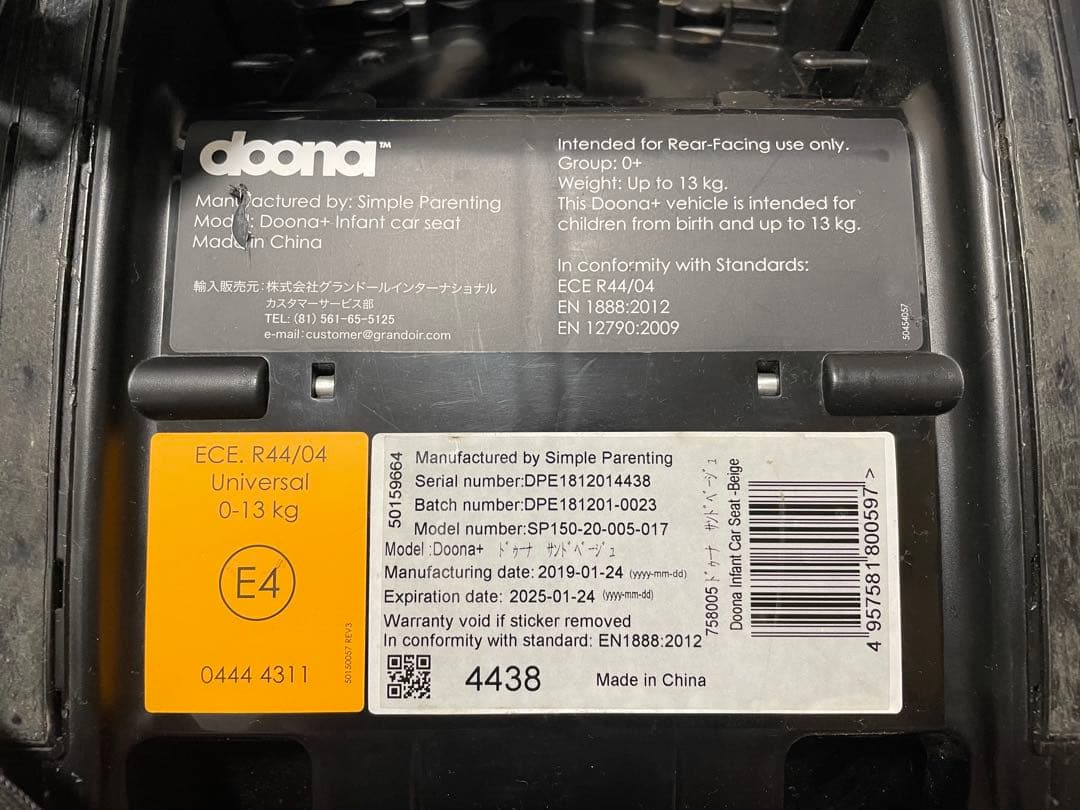 doona™
Manufactured by: Simple Parenting
Model: Doona+ Infant car seat
Made in China
輸入販売元：株式会社グランドールインターナショナル
カスタマーサービス部
TEL: (81) 561-65-5125
e-mail: customer@grandoir.com
Intended for Rear-Facing use only.
Group: 0+
Weight: Up to 13 kg.
This Doona+ vehicle is intended for
children from birth and up to 13 kg.
In conformity with Standards:
ECE R44/04
EN 1888:2012
EN 12790:2009
50454057
ECE. R44/04
Universal
0-13 kg
E4
0444 4311
50150057 REV3
50159664
Manufactured by Simple Parenting
Serial number:DPE1812014438
Batch number:DPE181201-0023
Model number:SP150-20-005-017
Model :Doona+ ﾄﾞｩｰﾅ ｻﾝﾄﾞﾍﾞｰｼﾞｭ
Manufacturing date: 2019-01-24 (yyyy-mm-dd)
Expiration date: 2025-01-24 (yyyy-mm-dd)
Warranty void if sticker removed
In conformity with standard: EN1888:2012
4438
Made in China
758005 ﾄﾞｩｰﾅ ｻﾝﾄﾞﾍﾞｰｼﾞｭ
Doona Infant Car Seat -Beige
4 957581 800597 >